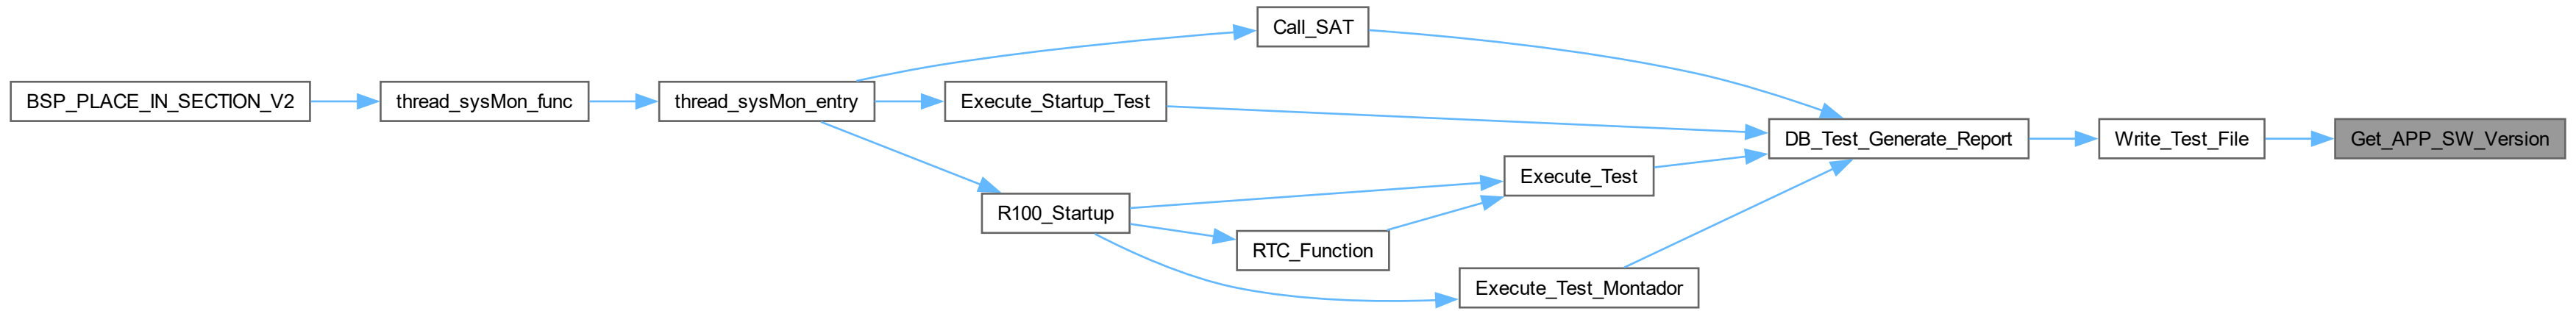 Call_SAT
BSP_PLACE_IN_SECTION_V2
thread_sysMon_func
thread_sysMon_entry
Execute_Startup_Test
DB_Test_Generate_Report
Write_Test_File
Get_APP_SW_Version
Execute_Test
R100_Startup
RTC_Function
Execute_Test_Montador